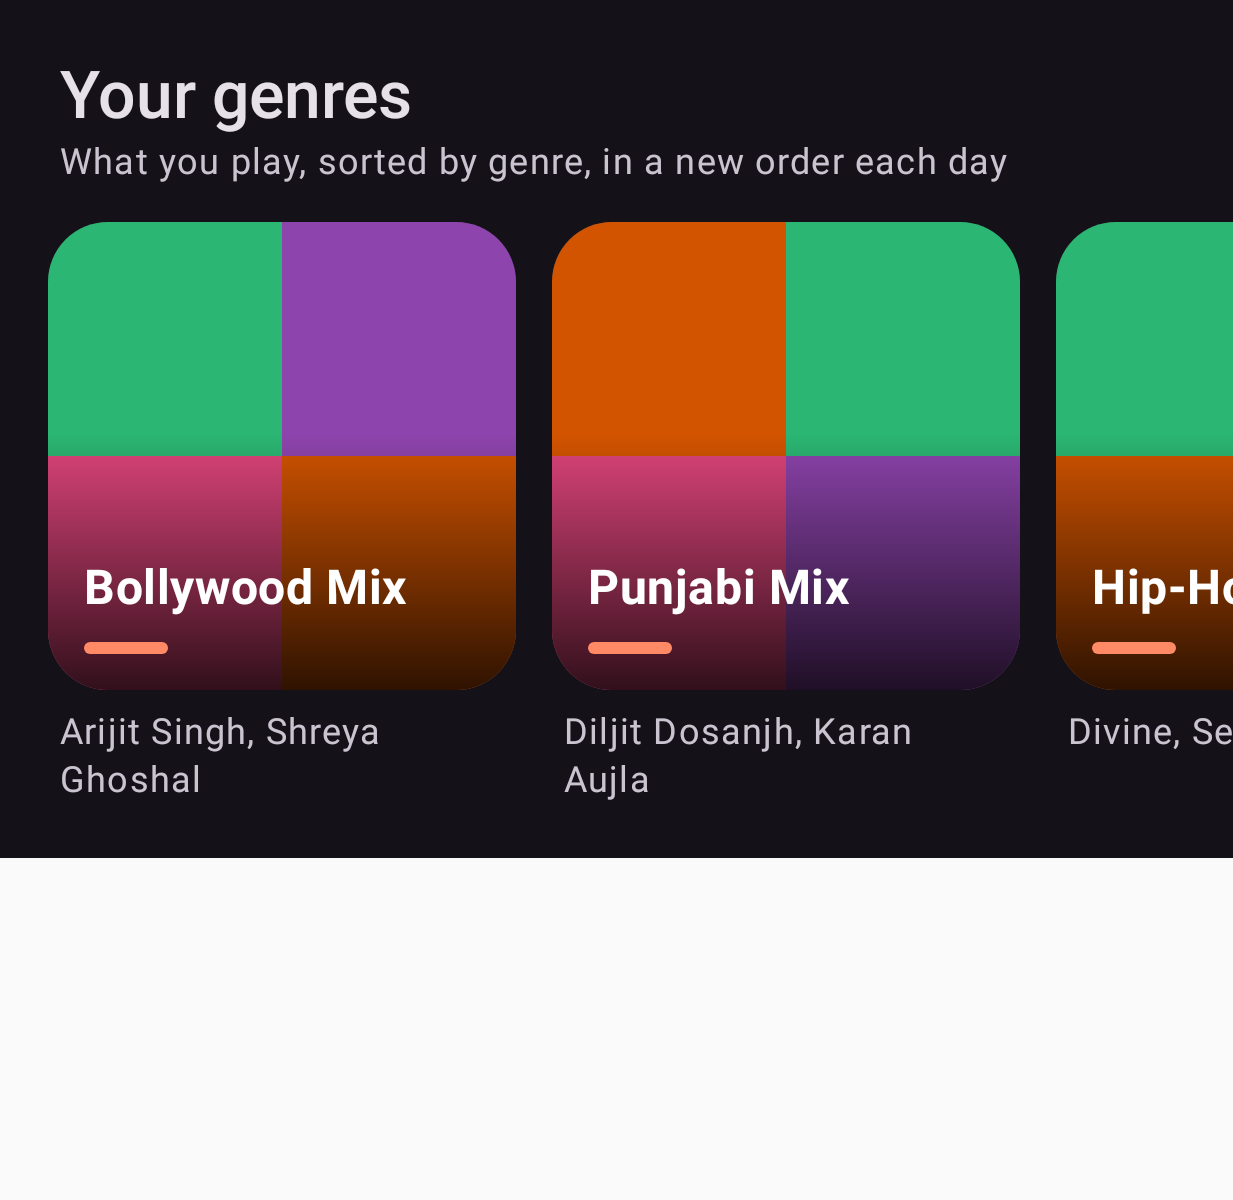 Your genres
What you play, sorted by genre, in a new order each day
Bollywood Mix
Punjabi Mix
Arijit Singh, Shreya
Ghoshal
Diljit Dosanjh, Karan
Aujla
Divine,